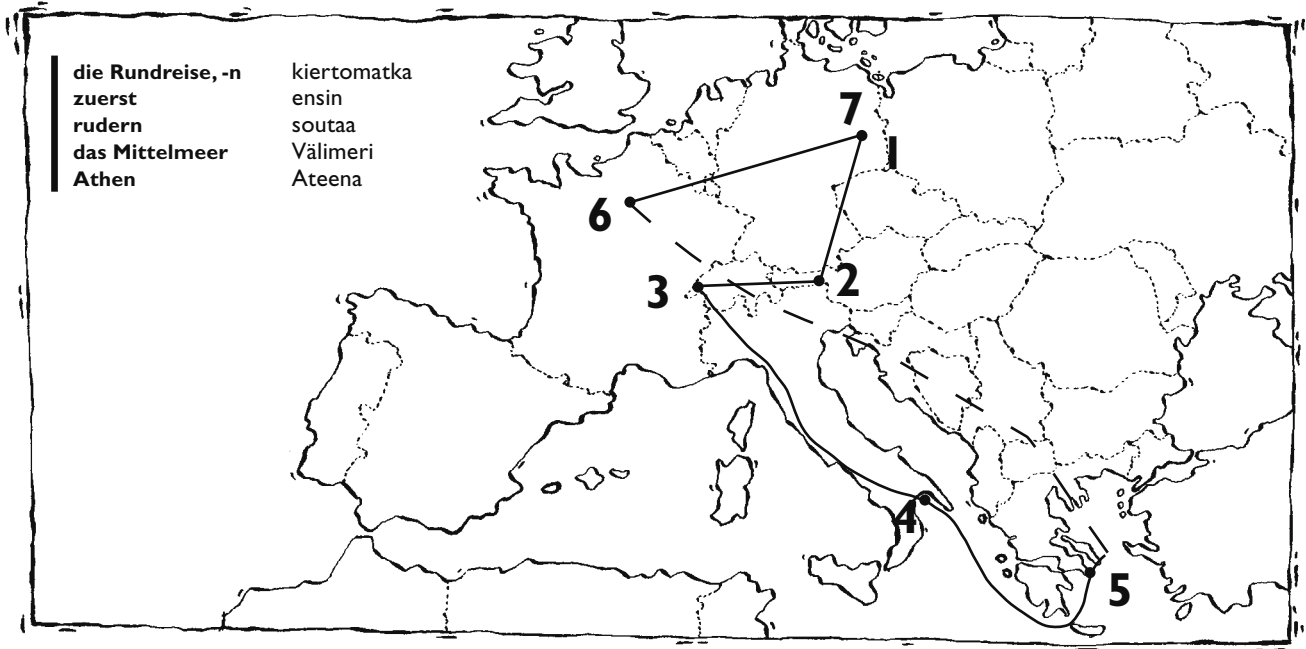 die Rundreise, -n kiertomatka
zuerst ensin
rudern soutaa
das Mittelmeer Välimeri
Athen Ateena
7
1
6
2
3
4
5